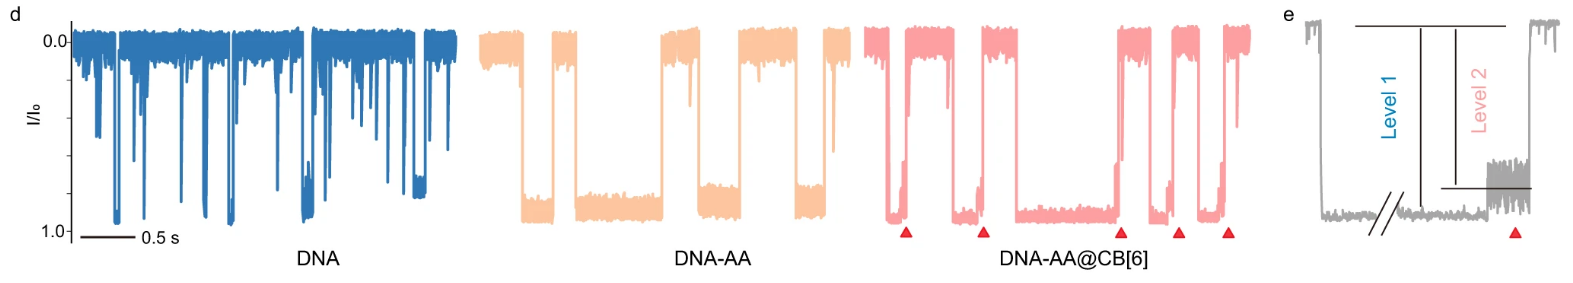 d
0.0
I/I₀
1.0
0.5 s
DNA
DNA-AA
DNA-AA@CB[6]
e
Level 1
Level 2